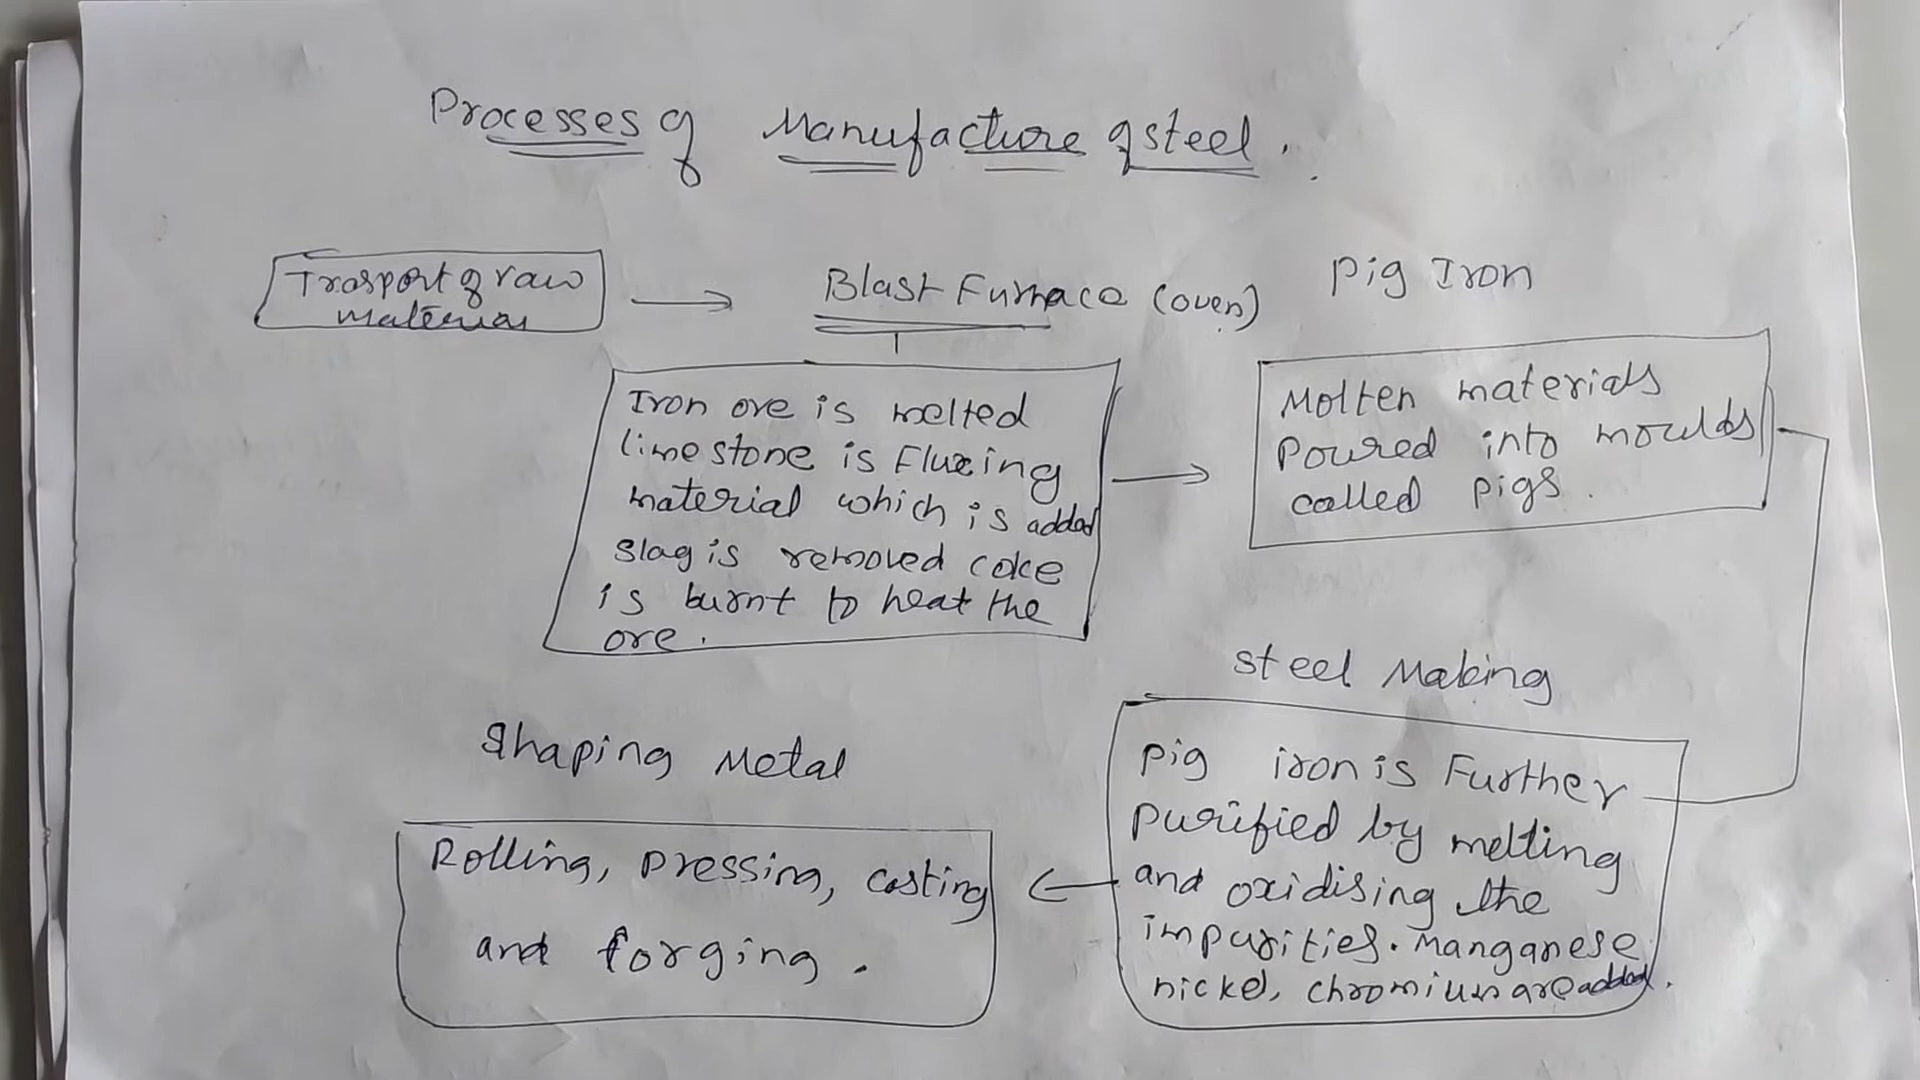 Processes of Manufacture of steel.
Trasport of raw
material
Blast Furnace (oven)
Iron ore is melted
limestone is Fluxing
material which is added
Slag is removed coke
is burnt to heat the
ore.
Pig Iron
Molten materials
Poured into moulds
called pigs.
Steel Making
Pig iron is Further
purified by melting
and oxidising the
impurities. Manganese
nickel, chromium are added.
Shaping Metal
Rolling, Pressing, casting
and forging.